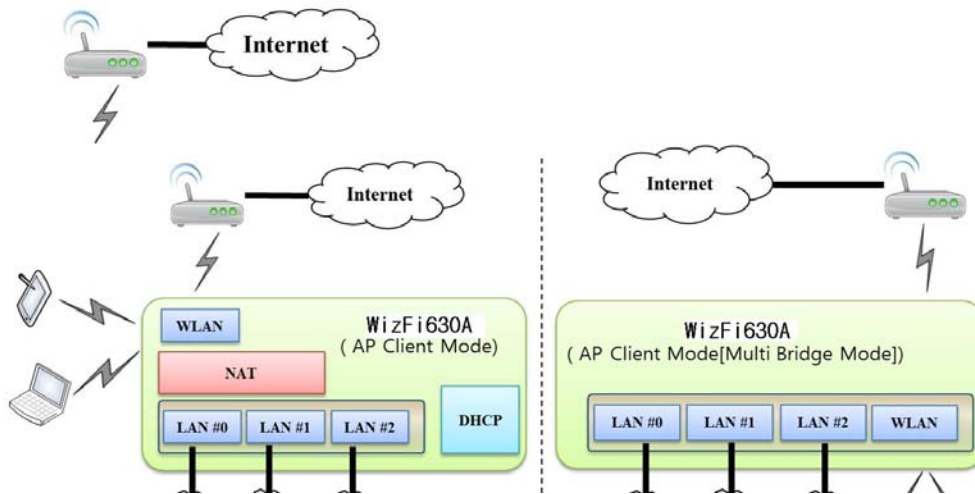 Internet
Internet
Internet
WizFi630A
( AP Client Mode)
WLAN
NAT
LAN #0
LAN #1
LAN #2
DHCP
WizFi630A
( AP Client Mode[Multi Bridge Mode])
LAN #0
LAN #1
LAN #2
WLAN